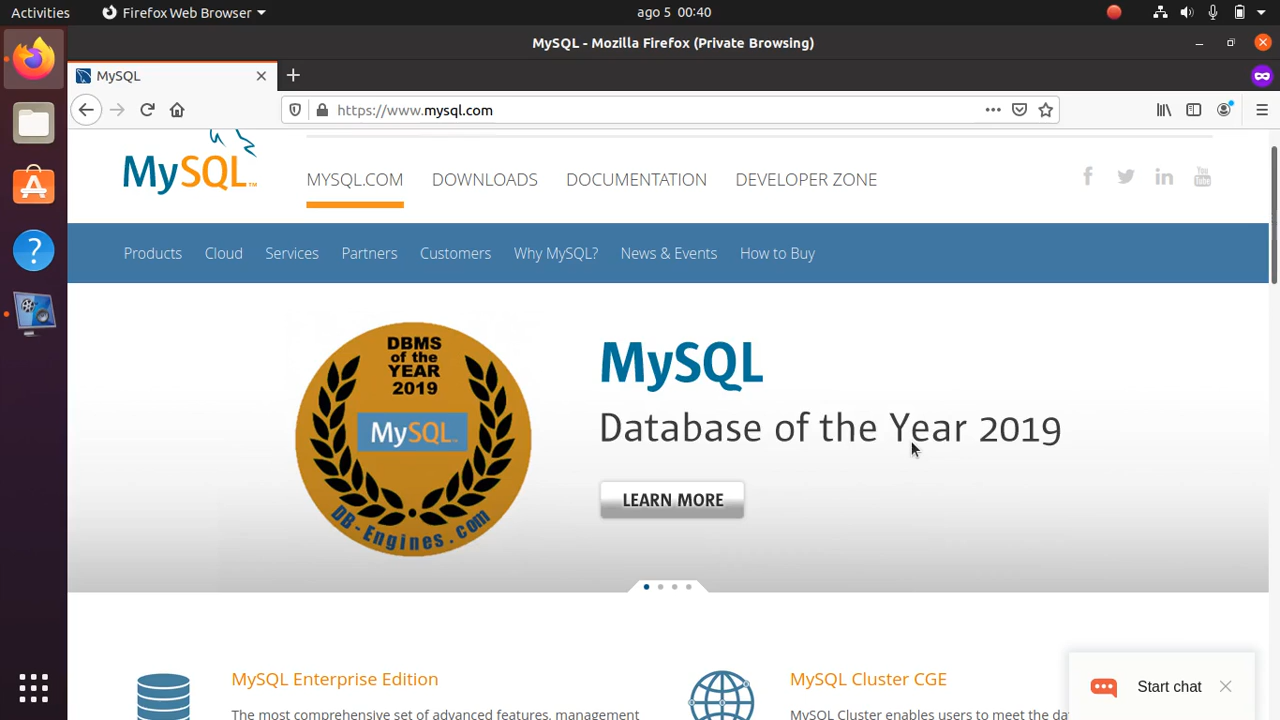 Activities
Firefox Web Browser
ago 5 00:40
MySQL - Mozilla Firefox (Private Browsing)
MySQL
https://www.mysql.com
MySQL™
MYSQL.COM
DOWNLOADS
DOCUMENTATION
DEVELOPER ZONE
You Tube
Products
Cloud
Services
Partners
Customers
Why MySQL?
News & Events
How to Buy
DBMS
of the
YEAR
2019
MySQL™
DB-Engines.com
MySQL
Database of the Year 2019
LEARN MORE
MySQL Enterprise Edition
The most comprehensive set of advanced features, management
MySQL Cluster CGE
MySQL Cluster enables users to meet the da
Start chat